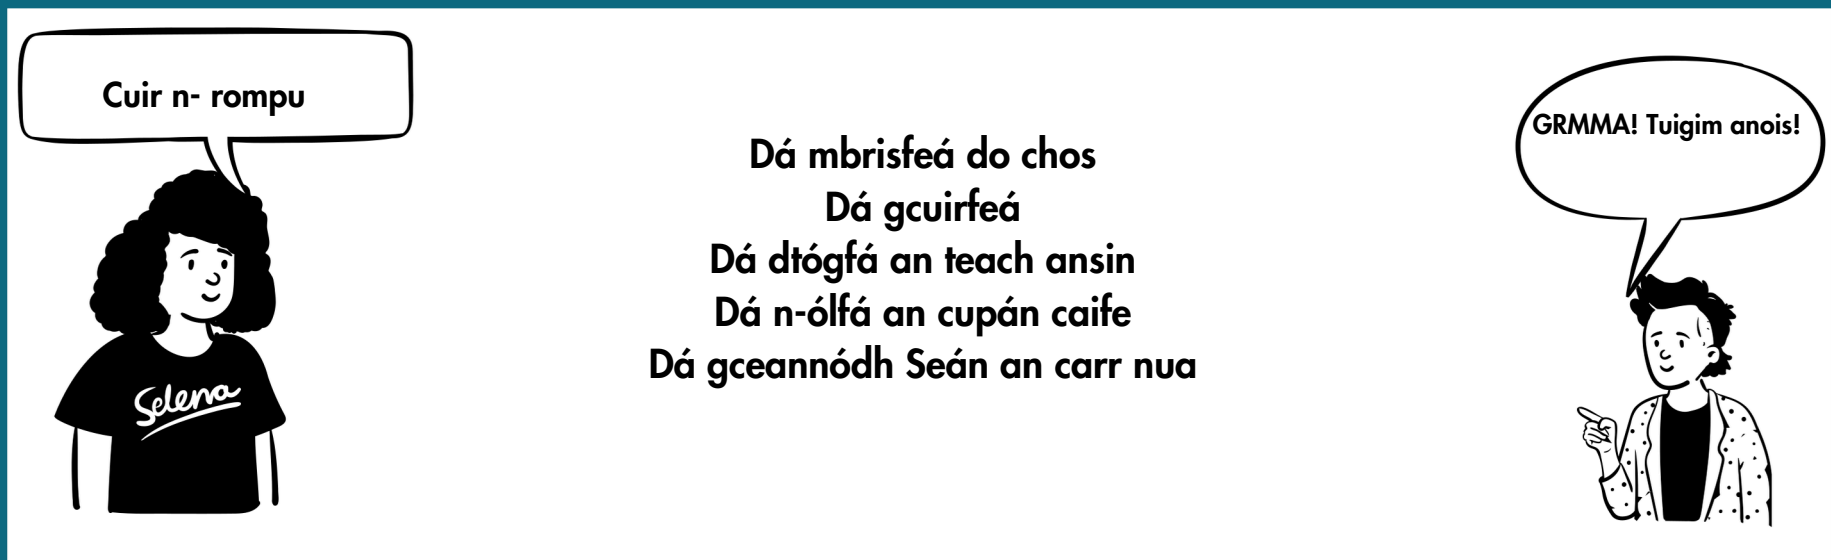 Cuir n- rompu
GRMMA! Tuigim anois!
Dá mbrisfeá do chos
Dá gcuirfeá
Dá dtógfá an teach ansin
Dá n-ólfá an cupán caife
Dá gceannódh Seán an carr nua
Selena